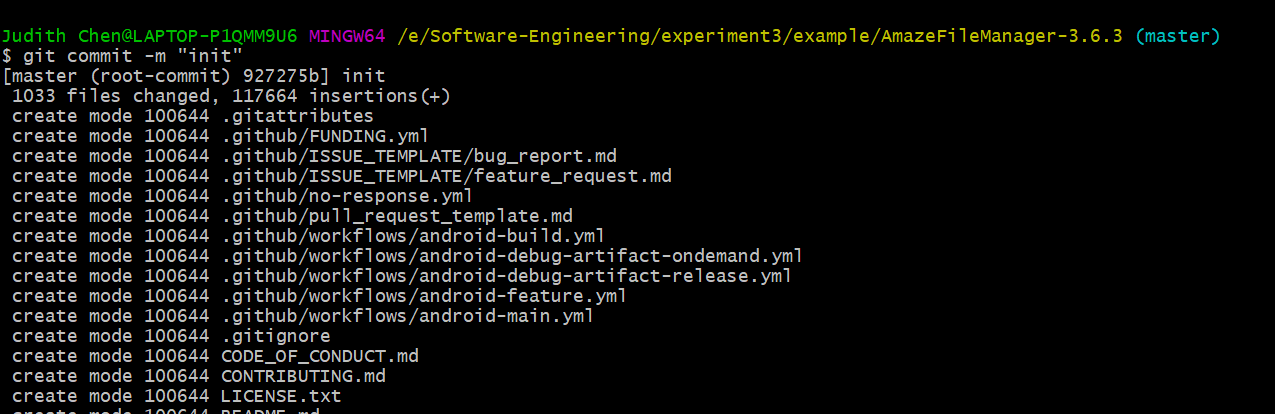 Judith Chen@LAPTOP-P1QMM9U6 MINGW64 /e/Software-Engineering/experiment3/example/AmazeFileManager-3.6.3 (master)
$ git commit -m "init"
[master (root-commit) 927275b] init
 1033 files changed, 117664 insertions(+)
 create mode 100644 .gitattributes
 create mode 100644 .github/FUNDING.yml
 create mode 100644 .github/ISSUE_TEMPLATE/bug_report.md
 create mode 100644 .github/ISSUE_TEMPLATE/feature_request.md
 create mode 100644 .github/no-response.yml
 create mode 100644 .github/pull_request_template.md
 create mode 100644 .github/workflows/android-build.yml
 create mode 100644 .github/workflows/android-debug-artifact-ondemand.yml
 create mode 100644 .github/workflows/android-debug-artifact-release.yml
 create mode 100644 .github/workflows/android-feature.yml
 create mode 100644 .github/workflows/android-main.yml
 create mode 100644 .gitignore
 create mode 100644 CODE_OF_CONDUCT.md
 create mode 100644 CONTRIBUTING.md
 create mode 100644 LICENSE.txt
 create mode 100644 README.md